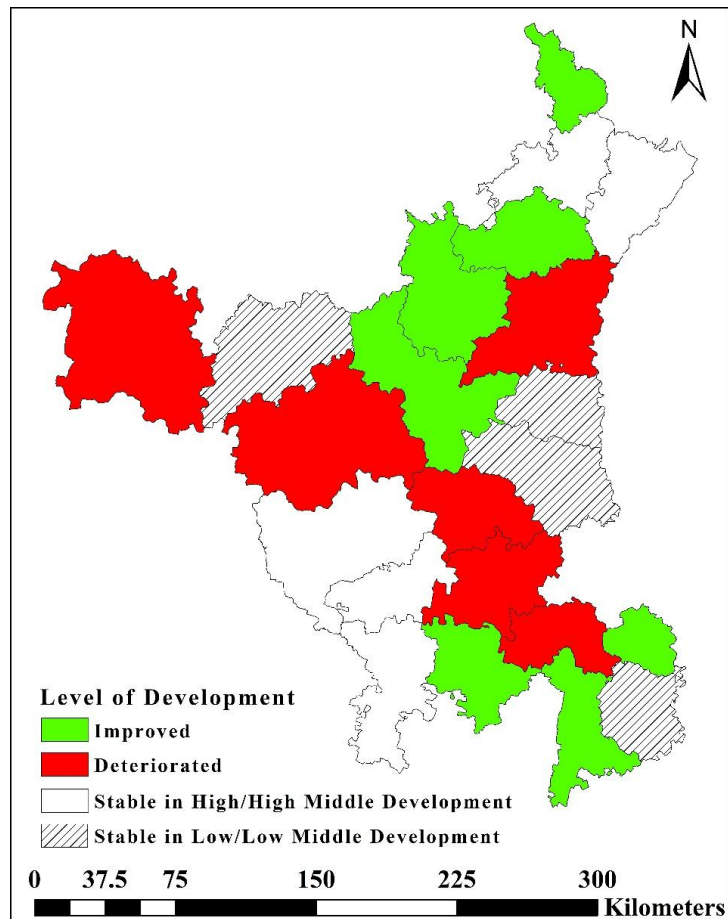 N
Level of Development
Improved
Deteriorated
Stable in High/High Middle Development
Stable in Low/Low Middle Development
0 37.5 75 150 225 300
Kilometers